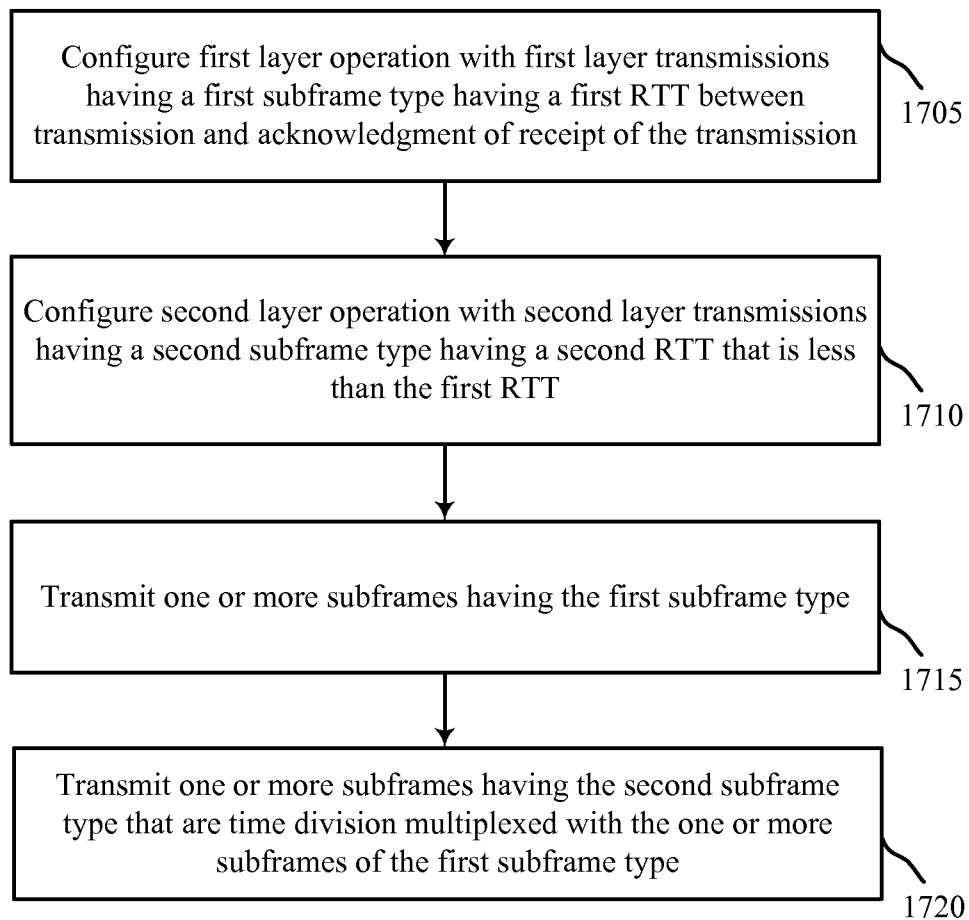 Configure first layer operation with first layer transmissions
having a first subframe type having a first RTT between
transmission and acknowledgment of receipt of the transmission
1705
Configure second layer operation with second layer transmissions
having a second subframe type having a second RTT that is less
than the first RTT
1710
Transmit one or more subframes having the first subframe type
1715
Transmit one or more subframes having the second subframe
type that are time division multiplexed with the one or more
subframes of the first subframe type
1720